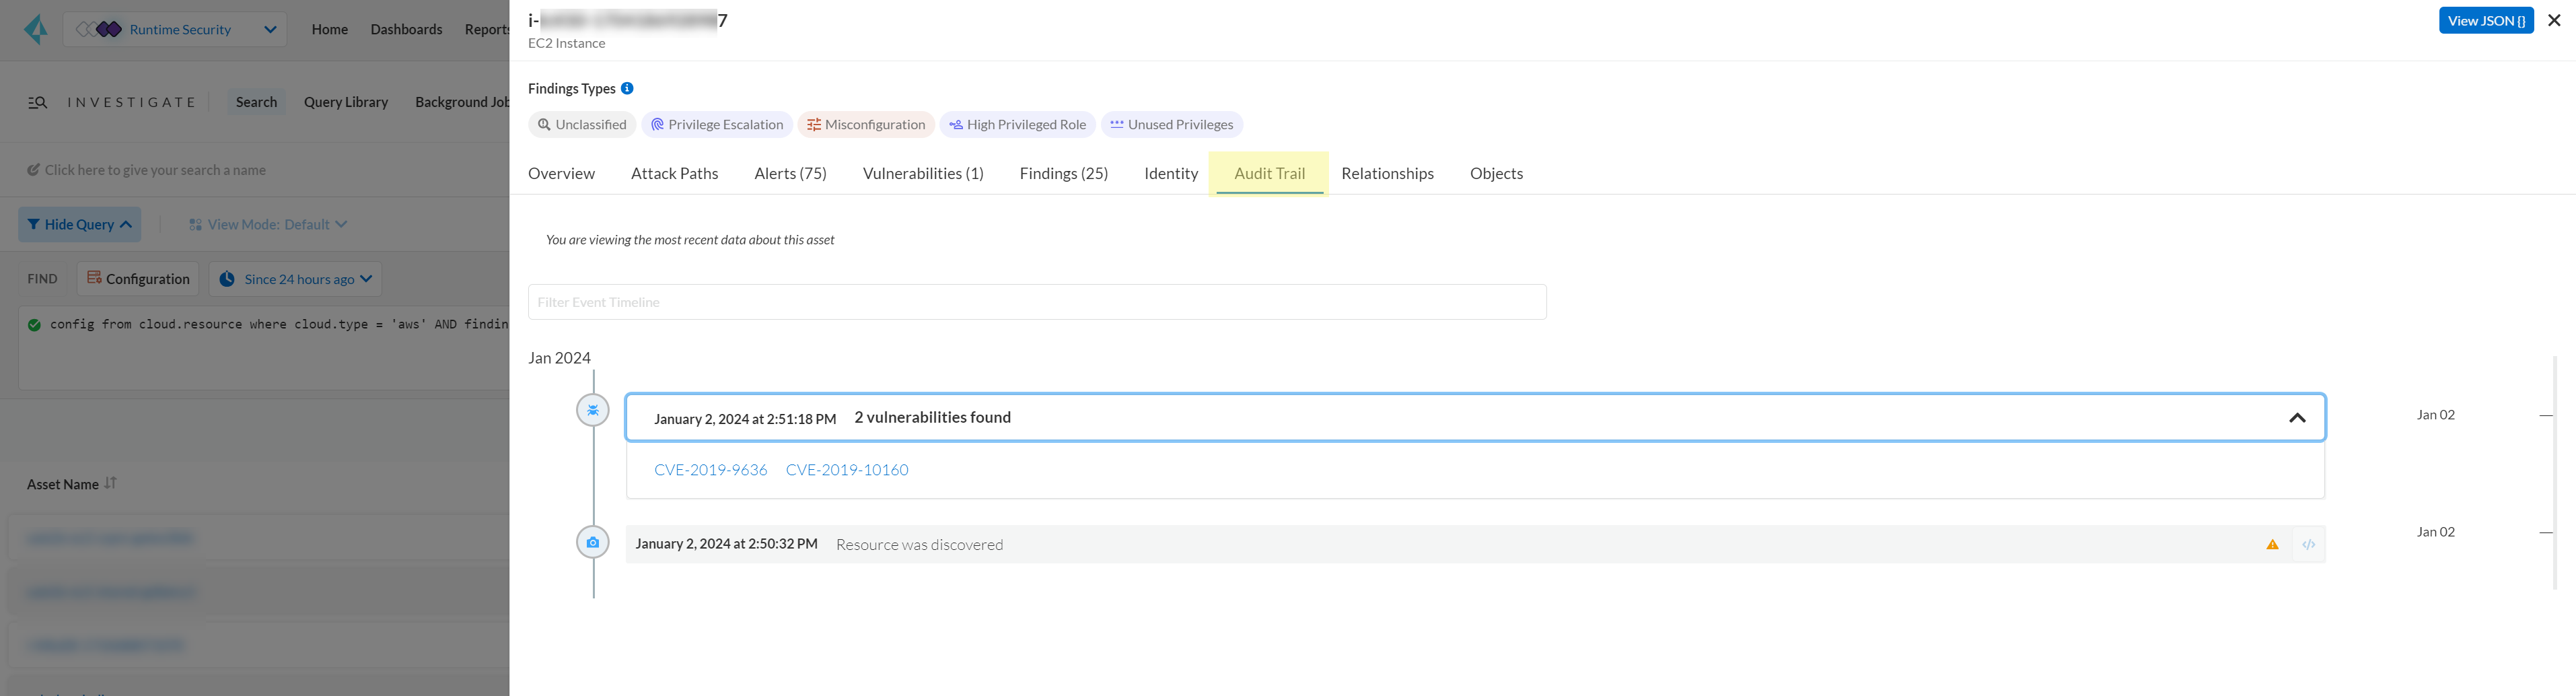 Runtime Security
Home
Dashboards
Reports
INVESTIGATE
Search
Query Library
Background Job
Click here to give your search a name
Hide Query
View Mode: Default
FIND
Configuration
Since 24 hours ago
config from cloud.resource where cloud.type = 'aws' AND findin
Asset Name
i-
7
EC2 Instance
View JSON {}
Findings Types
Unclassified
Privilege Escalation
Misconfiguration
High Privileged Role
Unused Privileges
Overview
Attack Paths
Alerts (75)
Vulnerabilities (1)
Findings (25)
Identity
Audit Trail
Relationships
Objects
You are viewing the most recent data about this asset
Filter Event Timeline
Jan 2024
January 2, 2024 at 2:51:18 PM 2 vulnerabilities found
Jan 02
CVE-2019-9636 CVE-2019-10160
January 2, 2024 at 2:50:32 PM Resource was discovered
</>
Jan 02